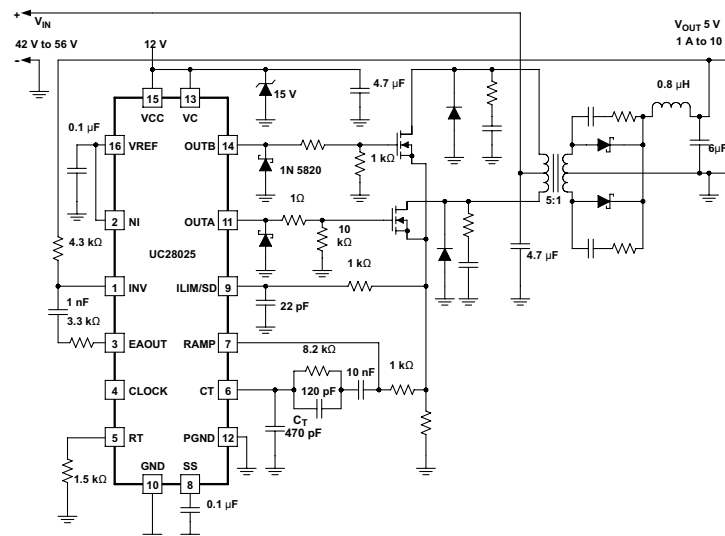 +
V_IN
V_OUT 5 V
1 A to 10
42 V to 56 V
-
12 V
0.8 µH
15 V
4.7 µF
15
13
VCC
VC
0.1 µF
6µF
16
VREF
OUTB
14
1N 5820
1 kΩ
5:1
1Ω
2
NI
OUTA
11
10
kΩ
4.3 kΩ
UC28025
4.7 µF
1 kΩ
1
INV
ILIM/SD
9
1 nF
22 pF
3.3 kΩ
3
EAOUT
RAMP
7
8.2 kΩ
10 nF
1 kΩ
4
CLOCK
CT
6
120 pF
C_T
470 pF
5
RT
PGND
12
GND
SS
1.5 kΩ
10
8
0.1 µF